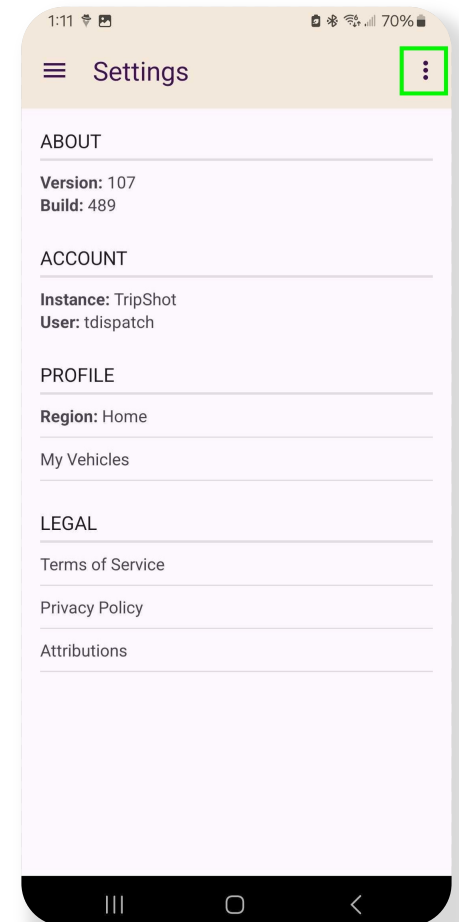 1:11 70%
Settings
ABOUT
Version: 107
Build: 489
ACCOUNT
Instance: TripShot
User: tdispatch
PROFILE
Region: Home
My Vehicles
LEGAL
Terms of Service
Privacy Policy
Attributions